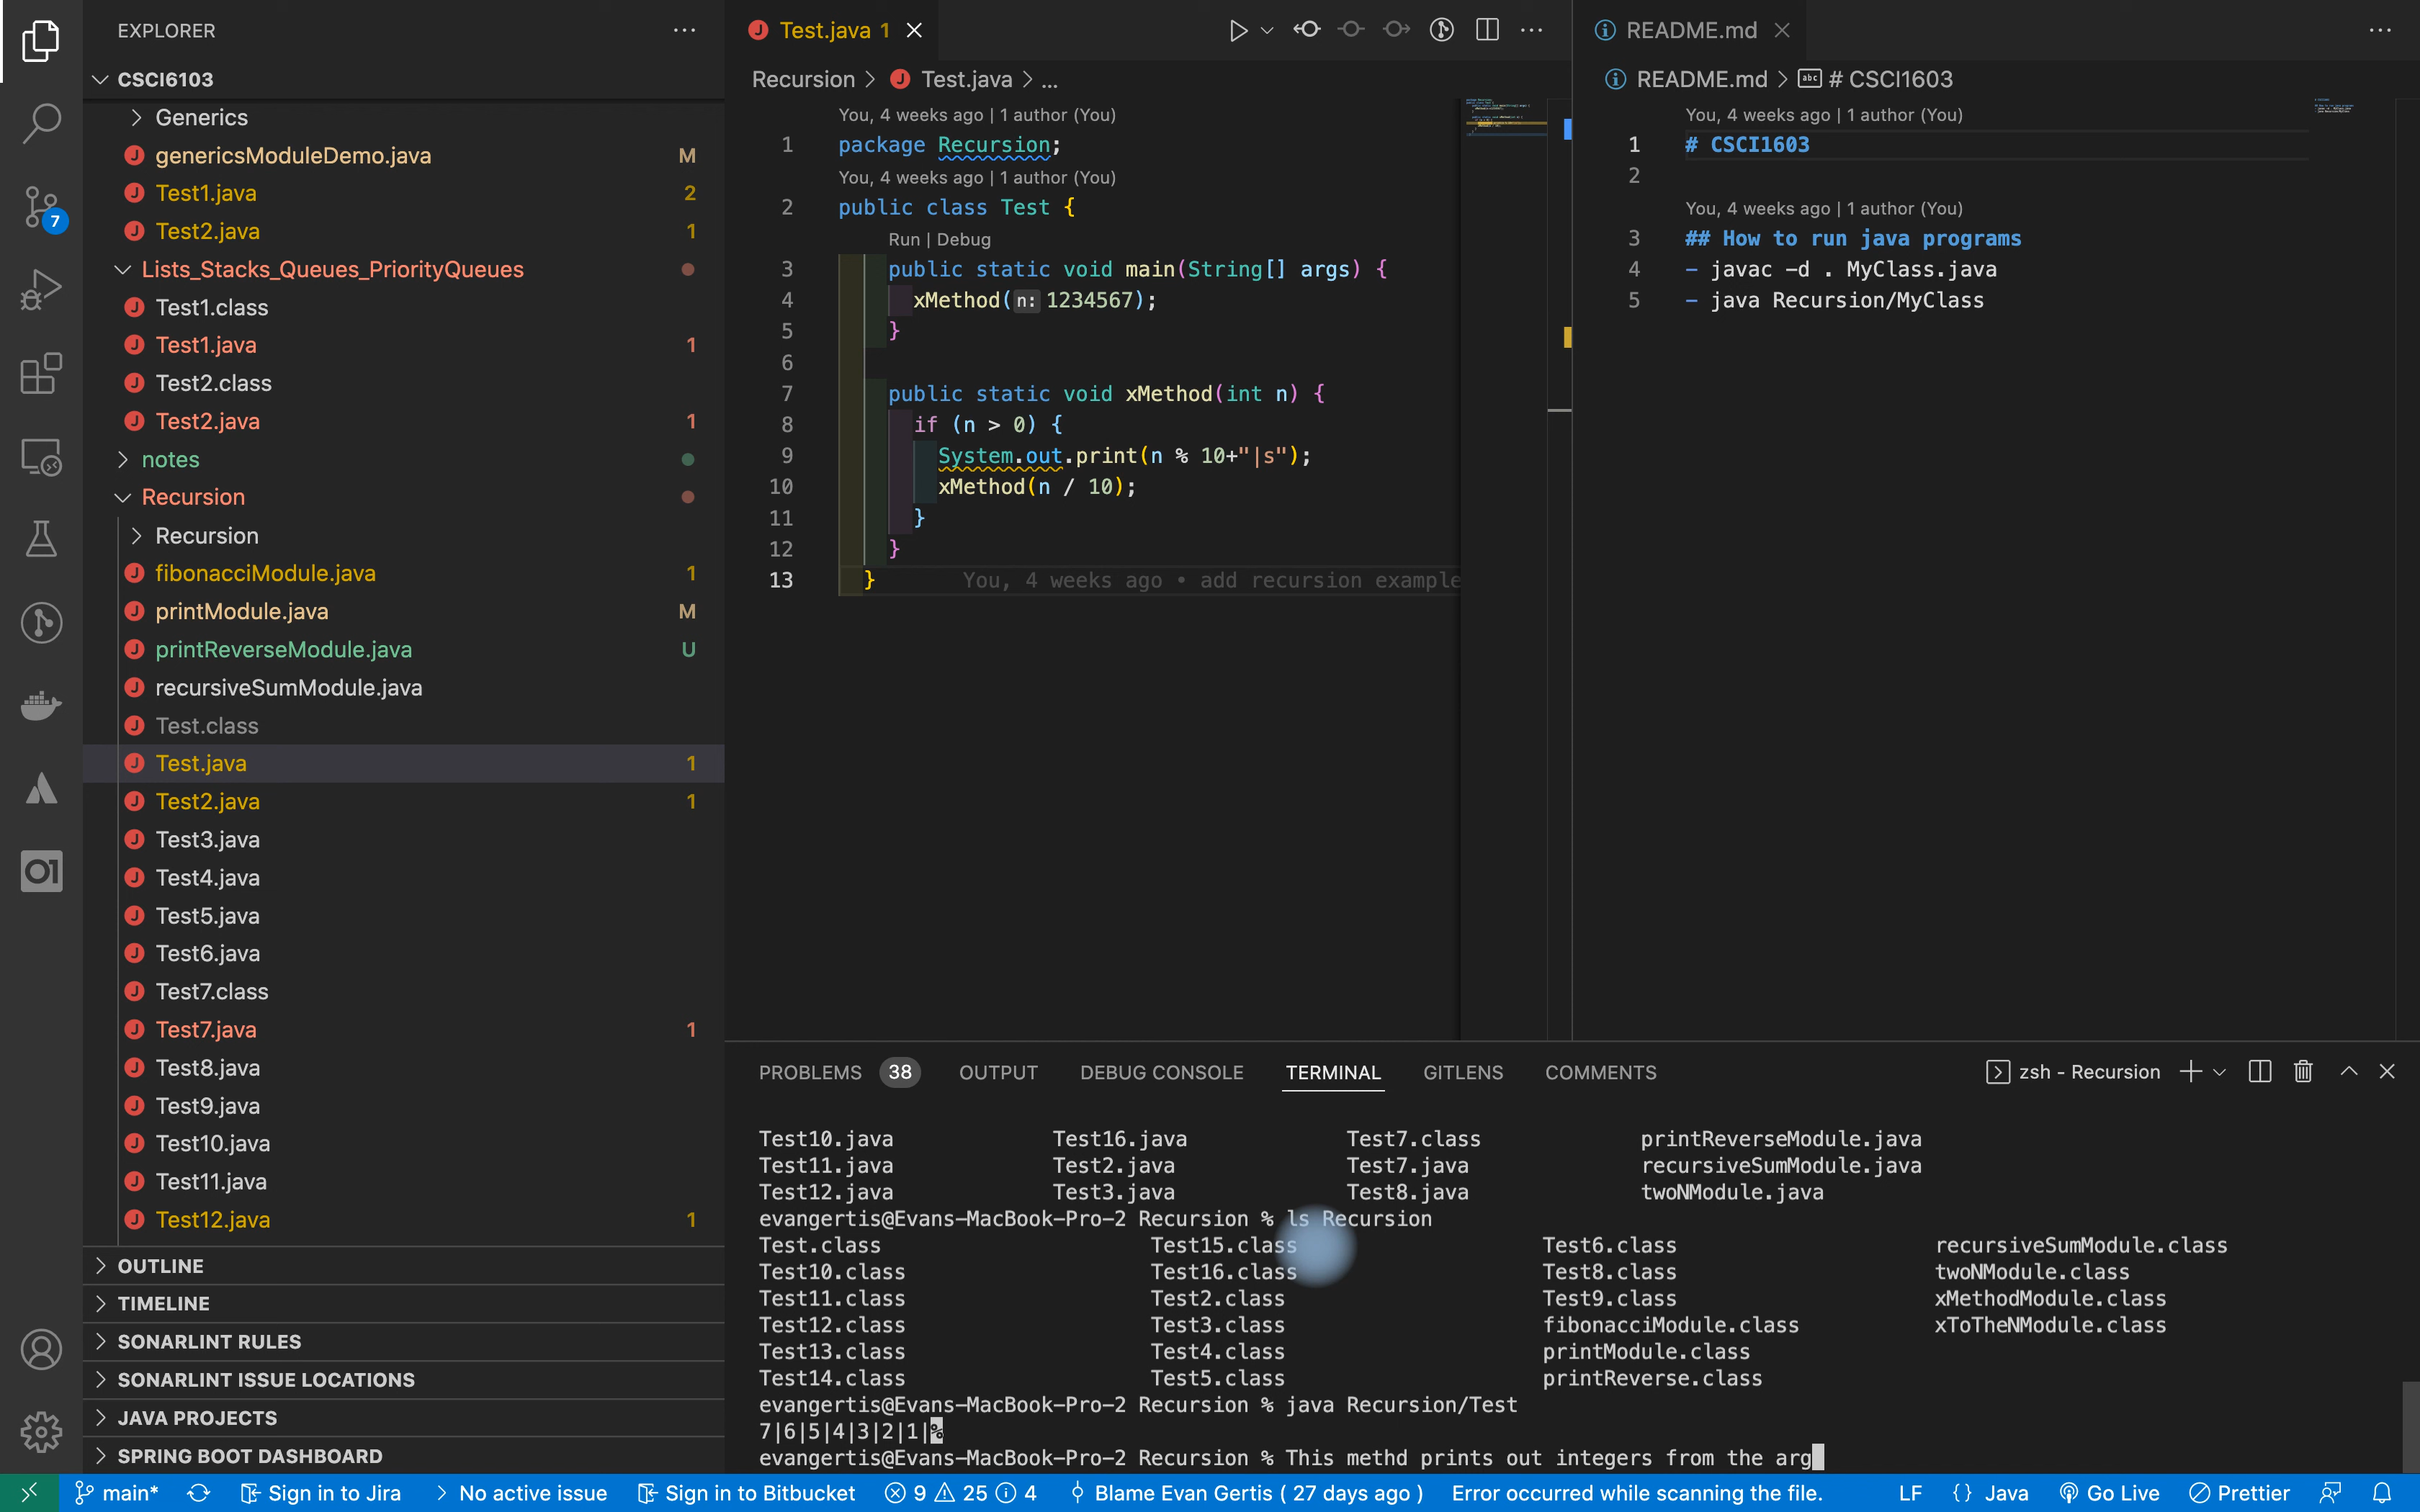 EXPLORER
CSCI6103
Generics
genericsModuleDemo.java M
Test1.java 2
Test2.java 1
Lists_Stacks_Queues_PriorityQueues
Test1.class
Test1.java 1
Test2.class
Test2.java 1
notes
Recursion
Recursion
fibonacciModule.java 1
printModule.java M
printReverseModule.java U
recursiveSumModule.java
Test.class
Test.java 1
Test2.java 1
Test3.java
Test4.java
Test5.java
Test6.java
Test7.class
Test7.java 1
Test8.java
Test9.java
Test10.java
Test11.java
Test12.java 1
OUTLINE
TIMELINE
SONARLINT RULES
SONARLINT ISSUE LOCATIONS
JAVA PROJECTS
SPRING BOOT DASHBOARD
7
Test.java 1
Recursion > Test.java > ...
You, 4 weeks ago | 1 author (You)
1 package Recursion;
You, 4 weeks ago | 1 author (You)
2 public class Test {
Run | Debug
3 public static void main(String[] args) {
4 xMethod(n: 1234567);
5 }
6
7 public static void xMethod(int n) {
8 if (n > 0) {
9 System.out.print(n % 10+"|s");
10 xMethod(n / 10);
11 }
12 }
13 } You, 4 weeks ago • add recursion example
README.md
README.md > # CSCI1603
You, 4 weeks ago | 1 author (You)
1 # CSCI1603
2
You, 4 weeks ago | 1 author (You)
3 ## How to run java programs
4 - javac -d . MyClass.java
5 - java Recursion/MyClass
PROBLEMS 38 OUTPUT DEBUG CONSOLE TERMINAL GITLENS COMMENTS zsh - Recursion
Test10.java Test16.java Test7.class printReverseModule.java
Test11.java Test2.java Test7.java recursiveSumModule.java
Test12.java Test3.java Test8.java twoNModule.java
evangertis@Evans-MacBook-Pro-2 Recursion % ls Recursion
Test.class Test15.class Test6.class recursiveSumModule.class
Test10.class Test16.class Test8.class twoNModule.class
Test11.class Test2.class Test9.class xMethodModule.class
Test12.class Test3.class fibonacciModule.class xToTheNModule.class
Test13.class Test4.class printModule.class
Test14.class Test5.class printReverse.class
evangertis@Evans-MacBook-Pro-2 Recursion % java Recursion/Test
7|6|5|4|3|2|1|%
evangertis@Evans-MacBook-Pro-2 Recursion % This methd prints out integers from the arg
main* Sign in to Jira No active issue Sign in to Bitbucket 9 25 4 Blame Evan Gertis ( 27 days ago ) Error occurred while scanning the file. LF {} Java Go Live Prettier